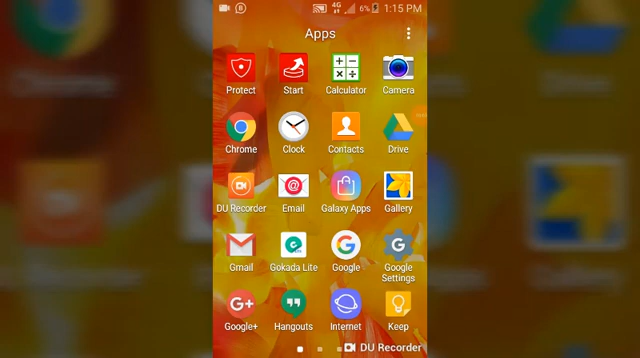 4G 6% 1:15 PM
Apps
Protect Start Calculator Camera
Chrome Clock Contacts Drive
DU Recorder Email Galaxy Apps Gallery
Gmail Gokada Lite Google Google Settings
Google+ Hangouts Internet Keep
DU Recorder